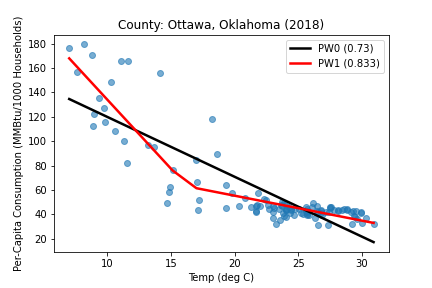 County: Ottawa, Oklahoma (2018)
PW0 (0.73)
PW1 (0.833)
Per-Capita Consumption (MMBtu/1000 Households)
180
160
140
120
100
80
60
40
20
10
15
20
25
30
Temp (deg C)